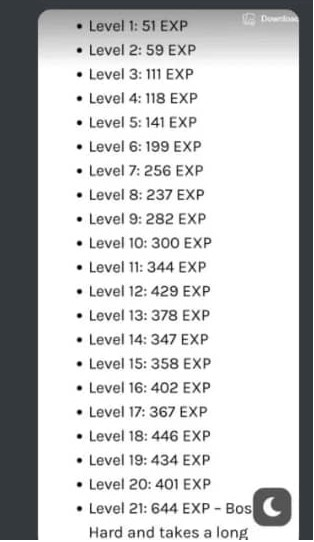 Downloa
• Level 1: 51 EXP
• Level 2: 59 EXP
• Level 3: 111 EXP
• Level 4: 118 EXP
• Level 5: 141 EXP
• Level 6: 199 EXP
• Level 7: 256 EXP
• Level 8: 237 EXP
• Level 9: 282 EXP
• Level 10: 300 EXP
• Level 11: 344 EXP
• Level 12: 429 EXP
• Level 13: 378 EXP
• Level 14: 347 EXP
• Level 15: 358 EXP
• Level 16: 402 EXP
• Level 17: 367 EXP
• Level 18: 446 EXP
• Level 19: 434 EXP
• Level 20: 401 EXP
• Level 21: 644 EXP – Bos
Hard and takes a long